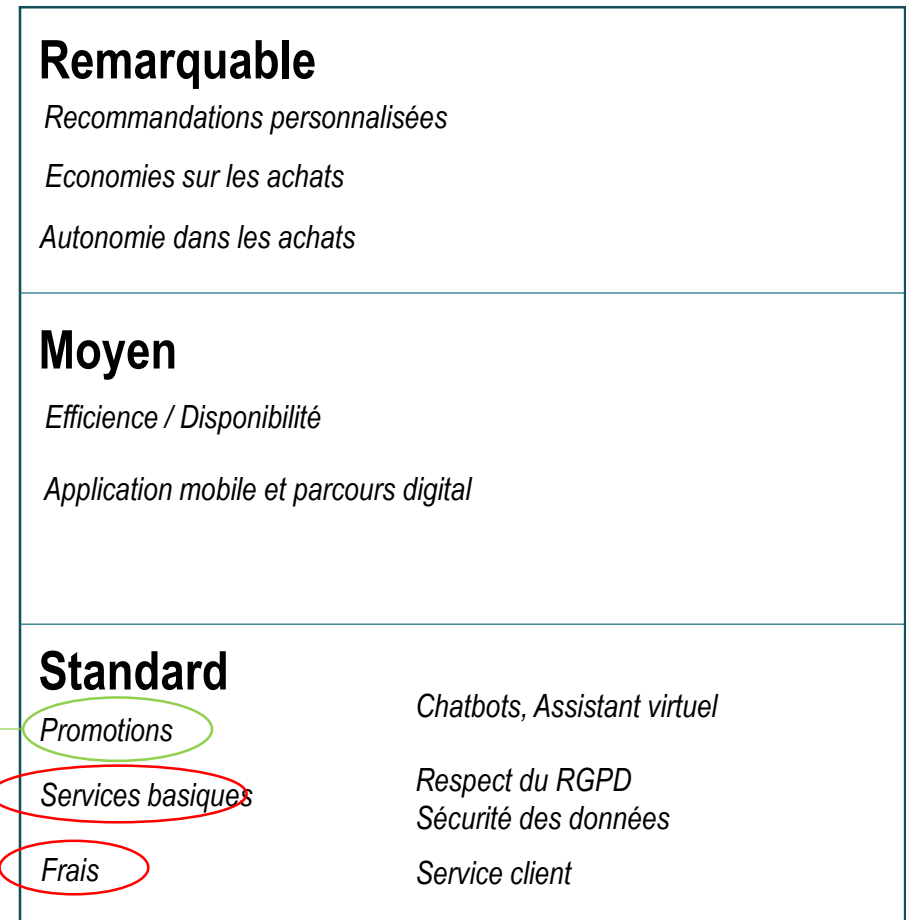 Remarquable
Recommandations personnalisées
Economies sur les achats
Autonomie dans les achats
Moyen
Efficience / Disponibilité
Application mobile et parcours digital
Standard
Promotions
Services basiques
Frais
Chatbots, Assistant virtuel
Respect du RGPD
Sécurité des données
Service client